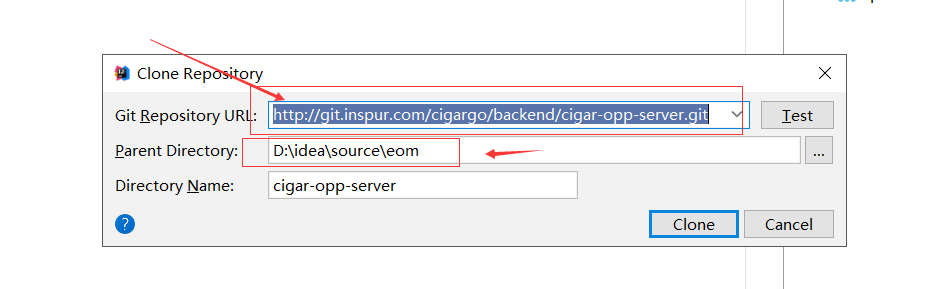 Clone Repository
Git Repository URL: http://git.inspur.com/cigargo/backend/cigar-opp-server.git Test
Parent Directory: D:\idea\source\eom ...
Directory Name: cigar-opp-server
? Clone Cancel